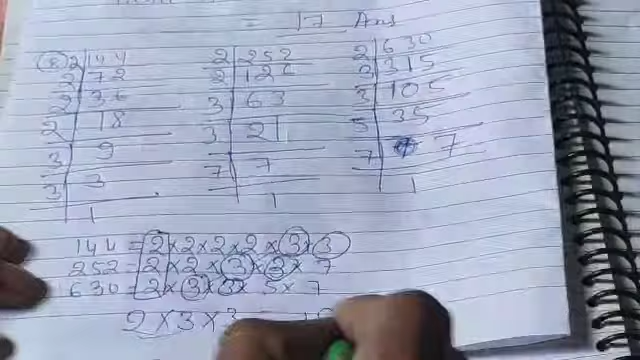 = 17 Ans
8 2 144 2 252 2 630
2 72 2 126 3 315
2 36 3 63 3 105
2 18 3 21 5 35
3 9 7 7 7 7
3 3 1 1
1
144 = 2×2×2×2×3×3
252 = 2×2×3×3×7
630 = 2×3×3×5×7
2×3×3